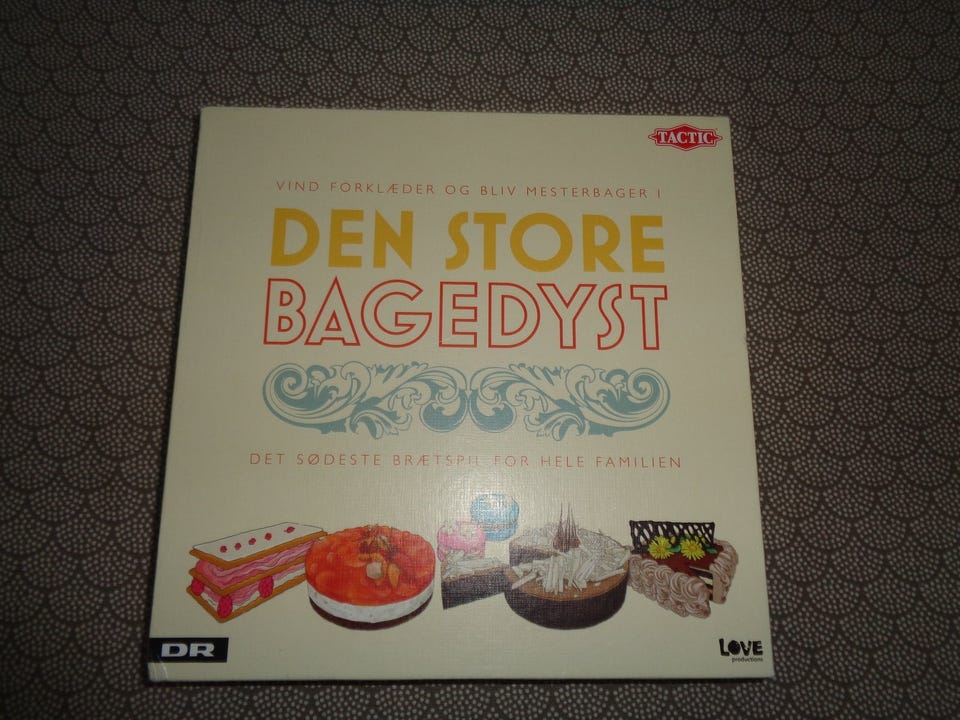 TACTIC
VIND FORKLÆDER OG BLIV MESTERBAGER I
DEN STORE
BAGEDYST
DET SØDESTE BRÆTSPIL FOR HELE FAMILIEN
DR
LOVE
productions